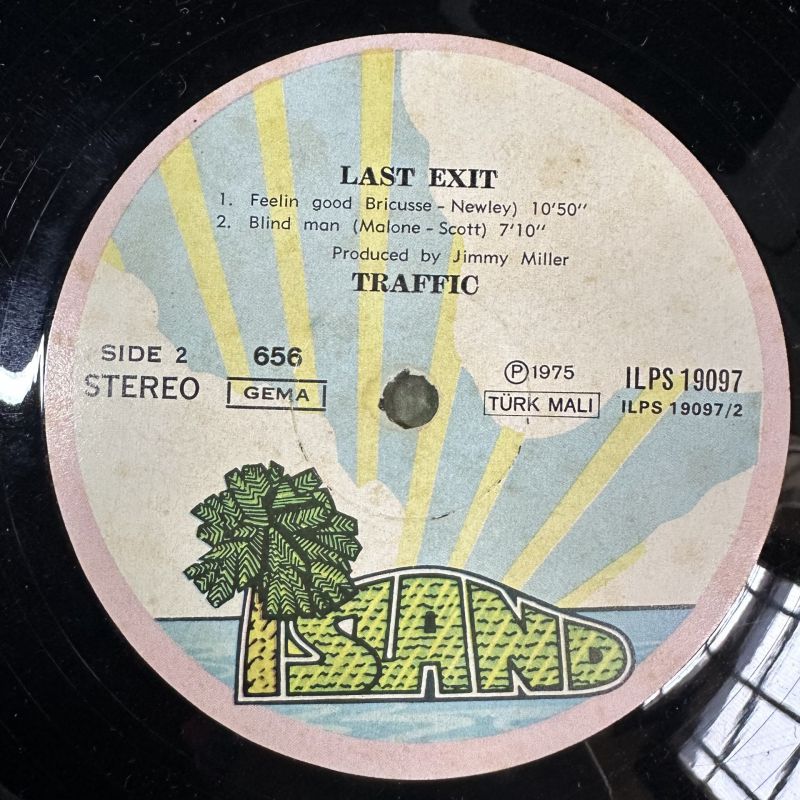 LAST EXIT
1. Feelin good Bricusse - Newley) 10'50''
2. Blind man (Malone - Scott) 7'10''
Produced by Jimmy Miller
TRAFFIC
SIDE 2 656
STEREO GEMA
Ⓟ1975 ILPS 19097
TÜRK MALI ILPS 19097/2
ISLAND